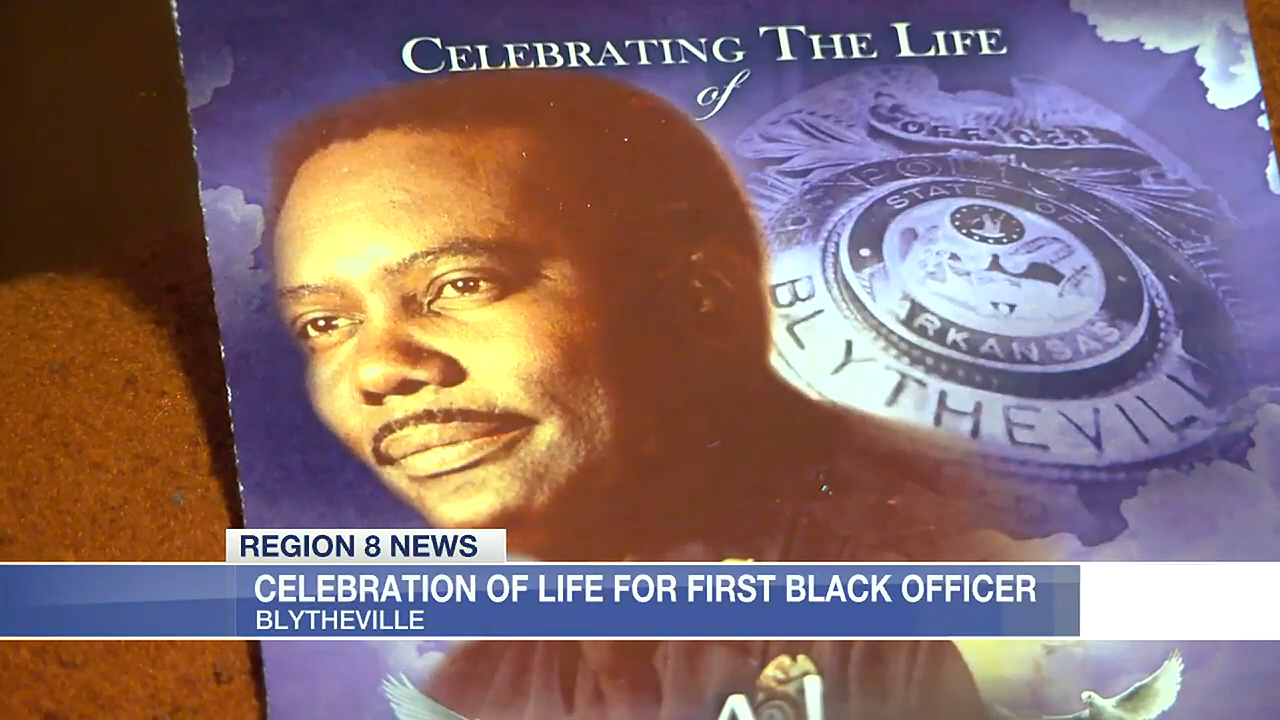 CELEBRATING THE LIFE
of
OFFICER
POLICE
STATE OF
ARKANSAS
BLYTHEVILL
REGION 8 NEWS
CELEBRATION OF LIFE FOR FIRST BLACK OFFICER
BLYTHEVILLE